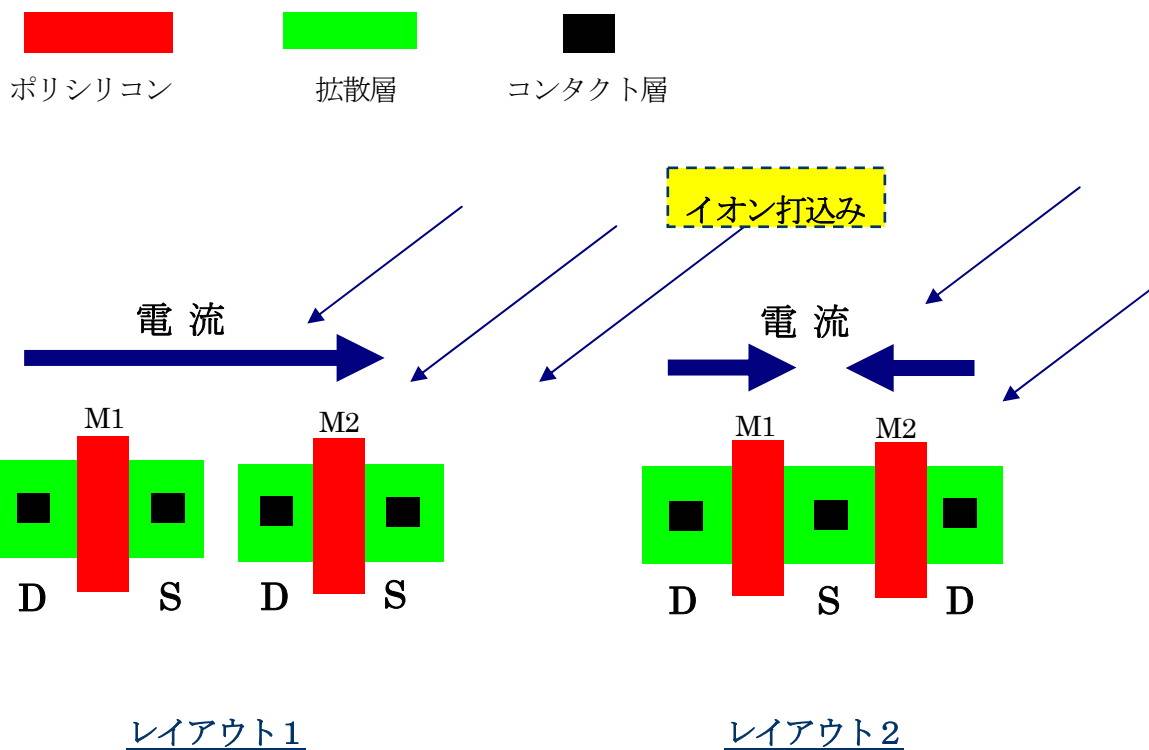 ポリシリコン 拡散層 コンタクト層
イオン打込み
電 流 電 流
M1 M2 M1 M2
D S D S D S D
レイアウト１ レイアウト２